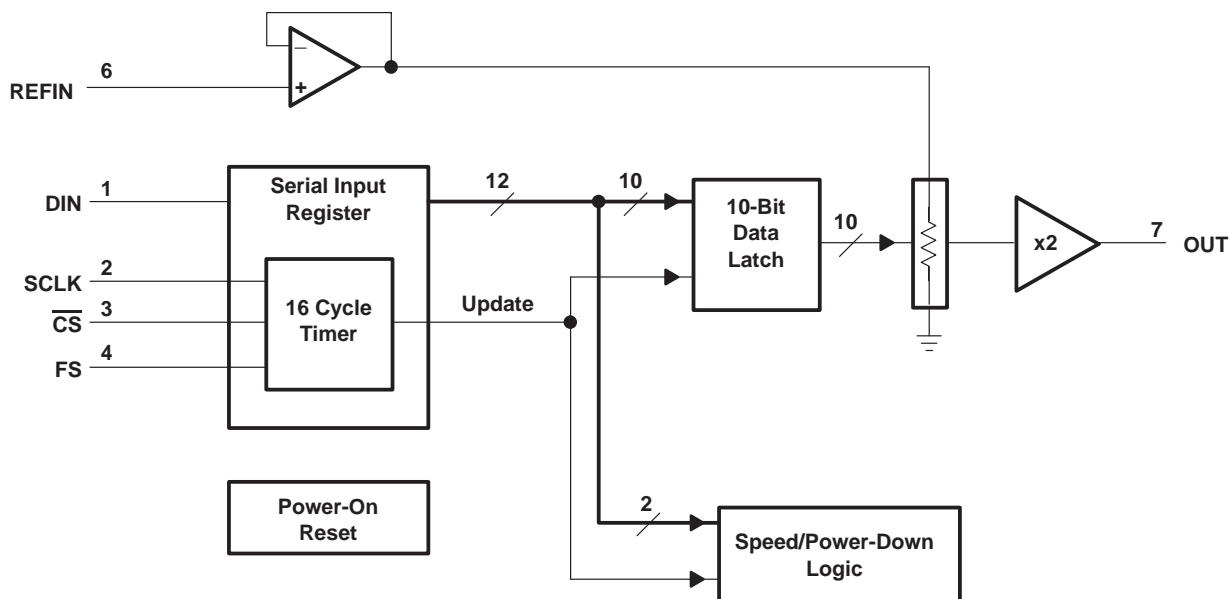 6
REFIN
−
+
DIN
1
Serial Input
Register
12
10
10-Bit
Data
Latch
10
x2
7
OUT
SCLK
2
CS
3
FS
4
16 Cycle
Timer
Update
Power-On
Reset
2
Speed/Power-Down
Logic